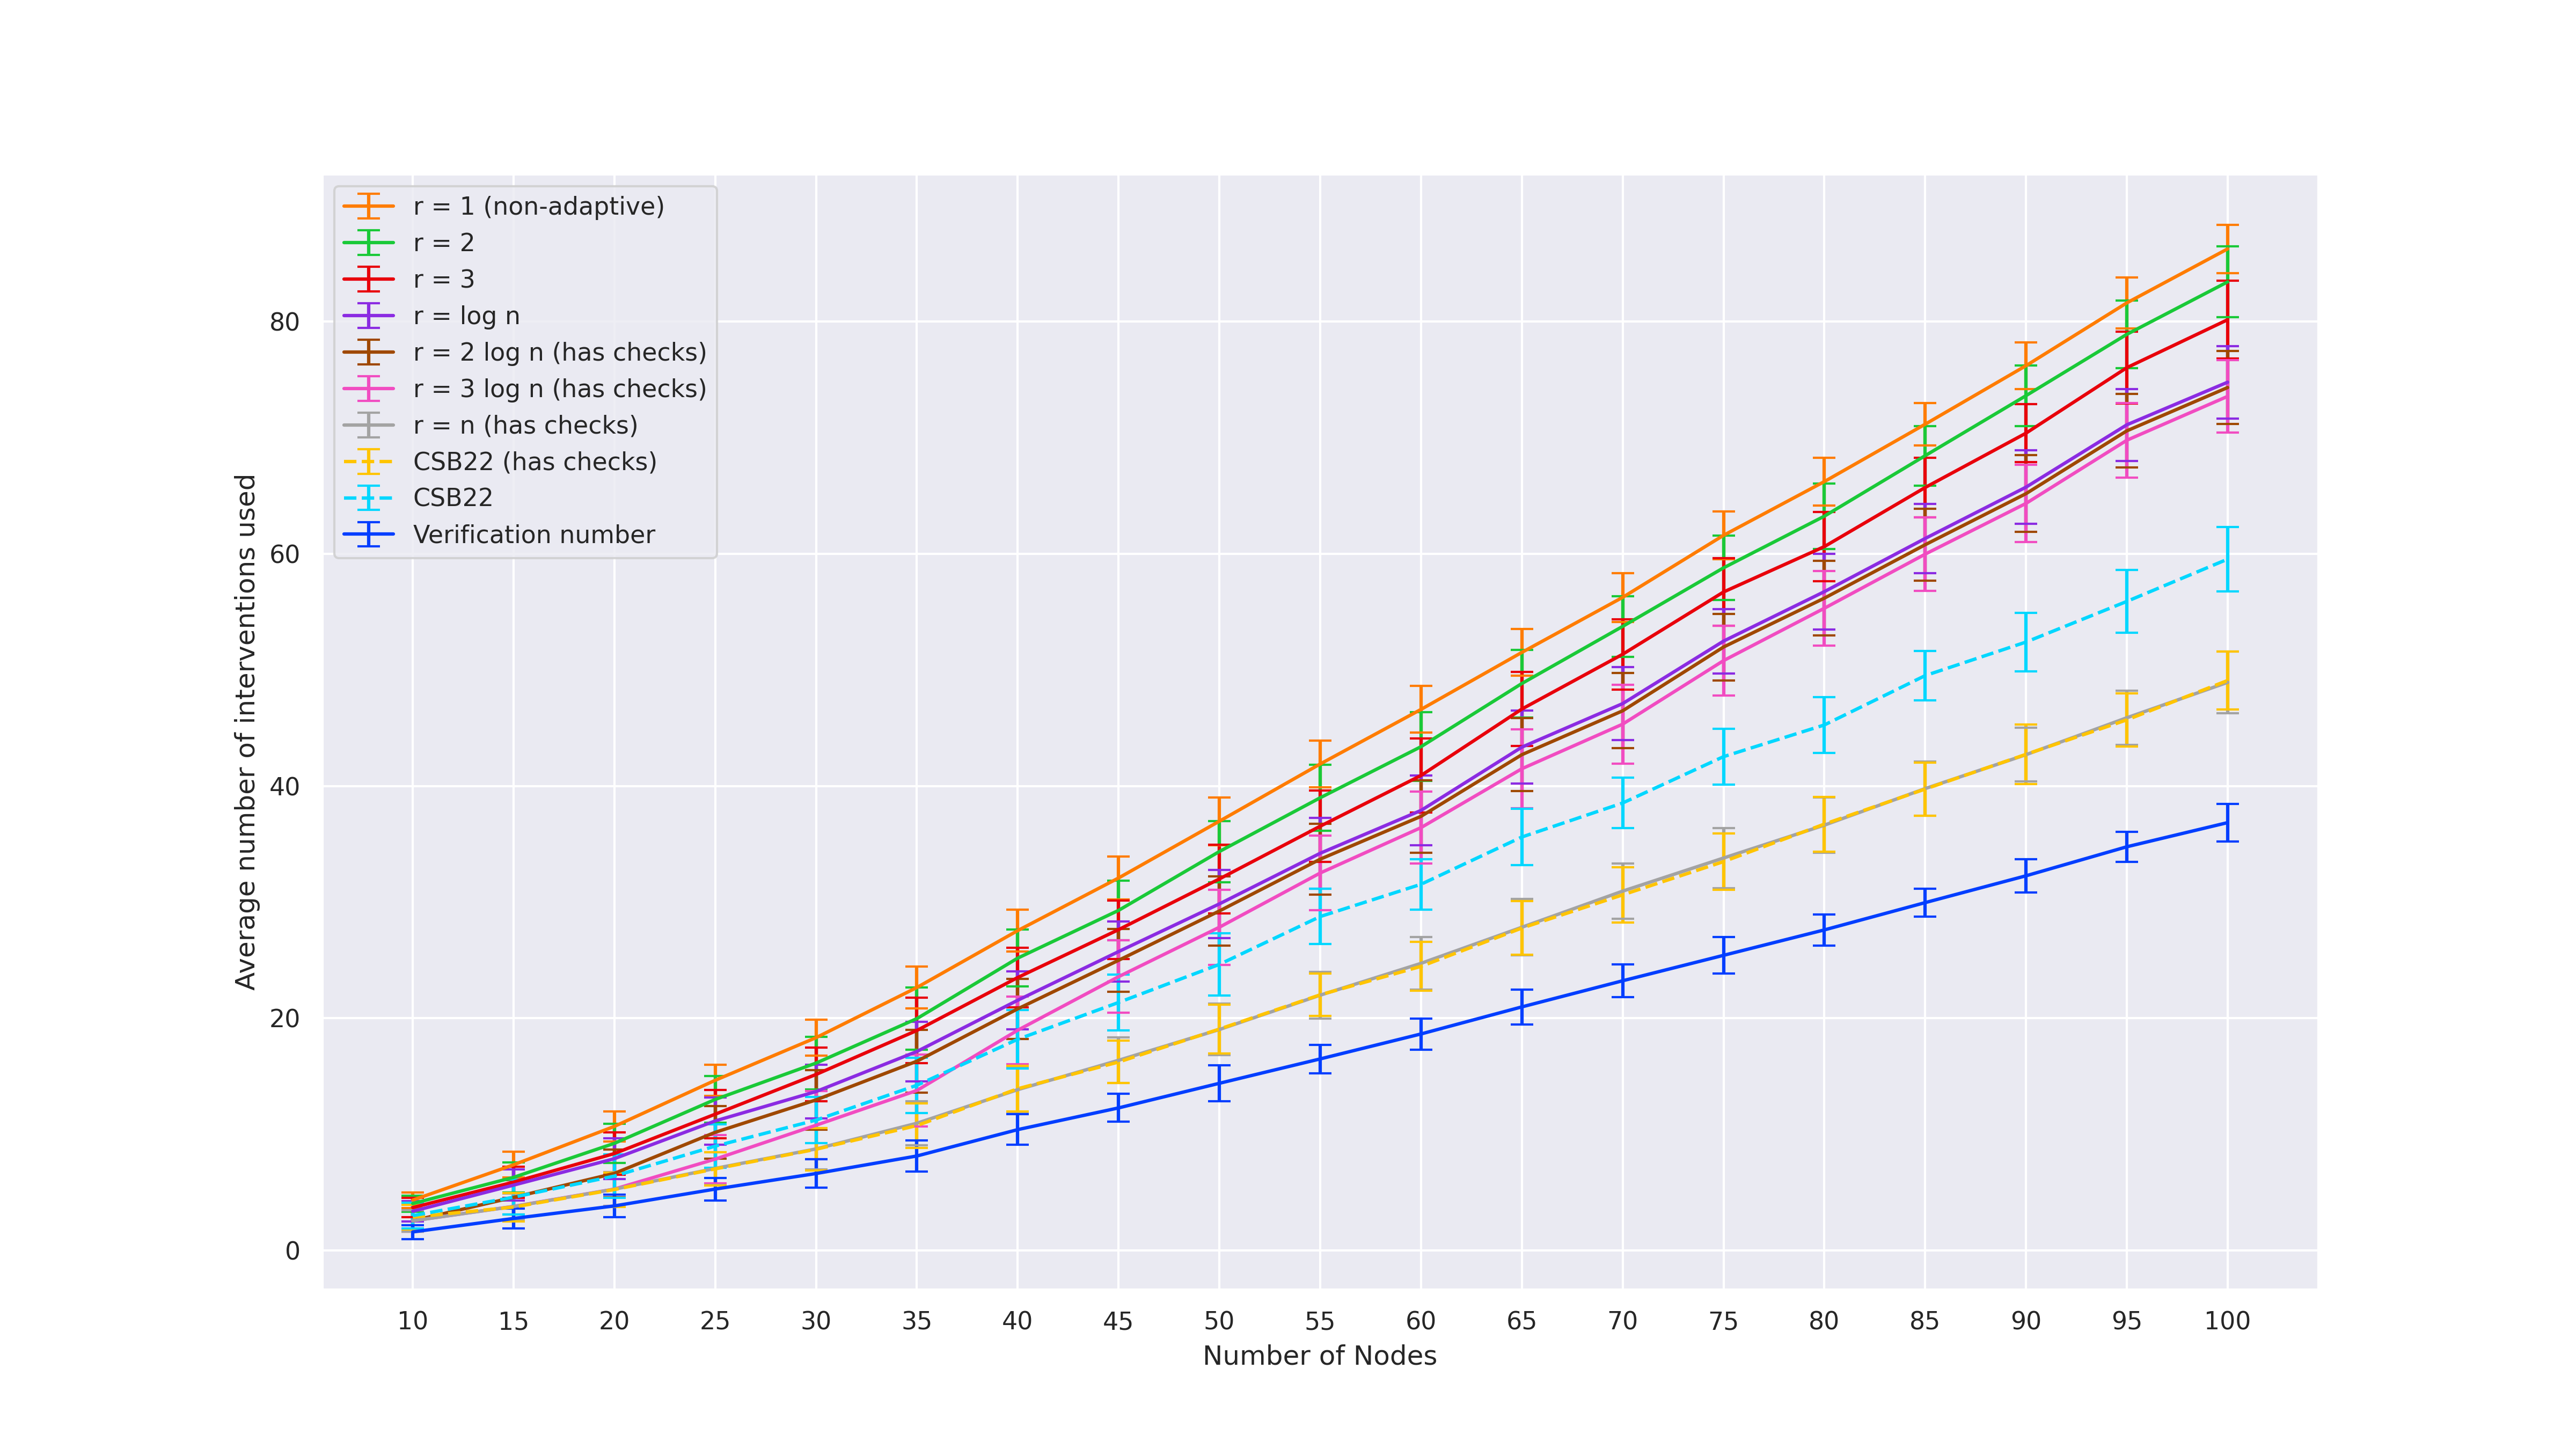 r = 1 (non-adaptive)
r = 2
r = 3
r = log n
r = 2 log n (has checks)
r = 3 log n (has checks)
r = n (has checks)
CSB22 (has checks)
CSB22
Verification number
Average number of interventions used
80
60
40
20
0
10 15 20 25 30 35 40 45 50 55 60 65 70 75 80 85 90 95 100
Number of Nodes